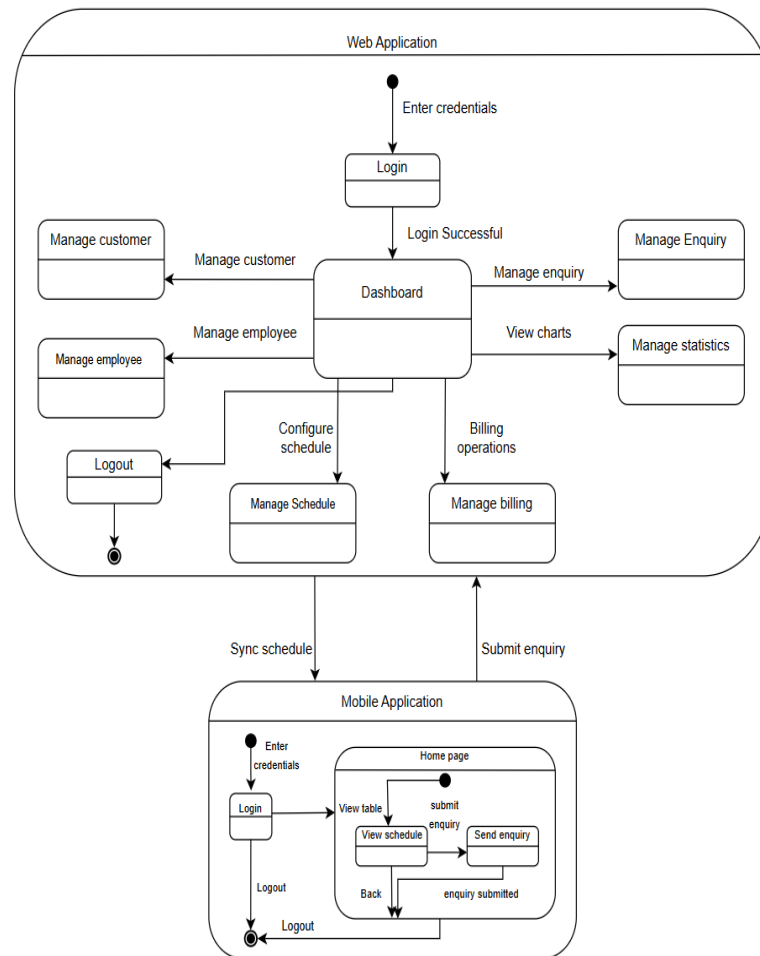 Web Application
Enter credentials
Login
Login Successful
Manage customer
Manage customer
Dashboard
Manage enquiry
Manage Enquiry
Manage employee
Manage employee
View charts
Manage statistics
Configure
schedule
Billing
operations
Logout
Manage Schedule
Manage billing
Sync schedule
Submit enquiry
Mobile Application
Enter
credentials
Home page
Login
View table
submit
enquiry
View schedule
Send enquiry
Logout
Back
enquiry submitted
Logout